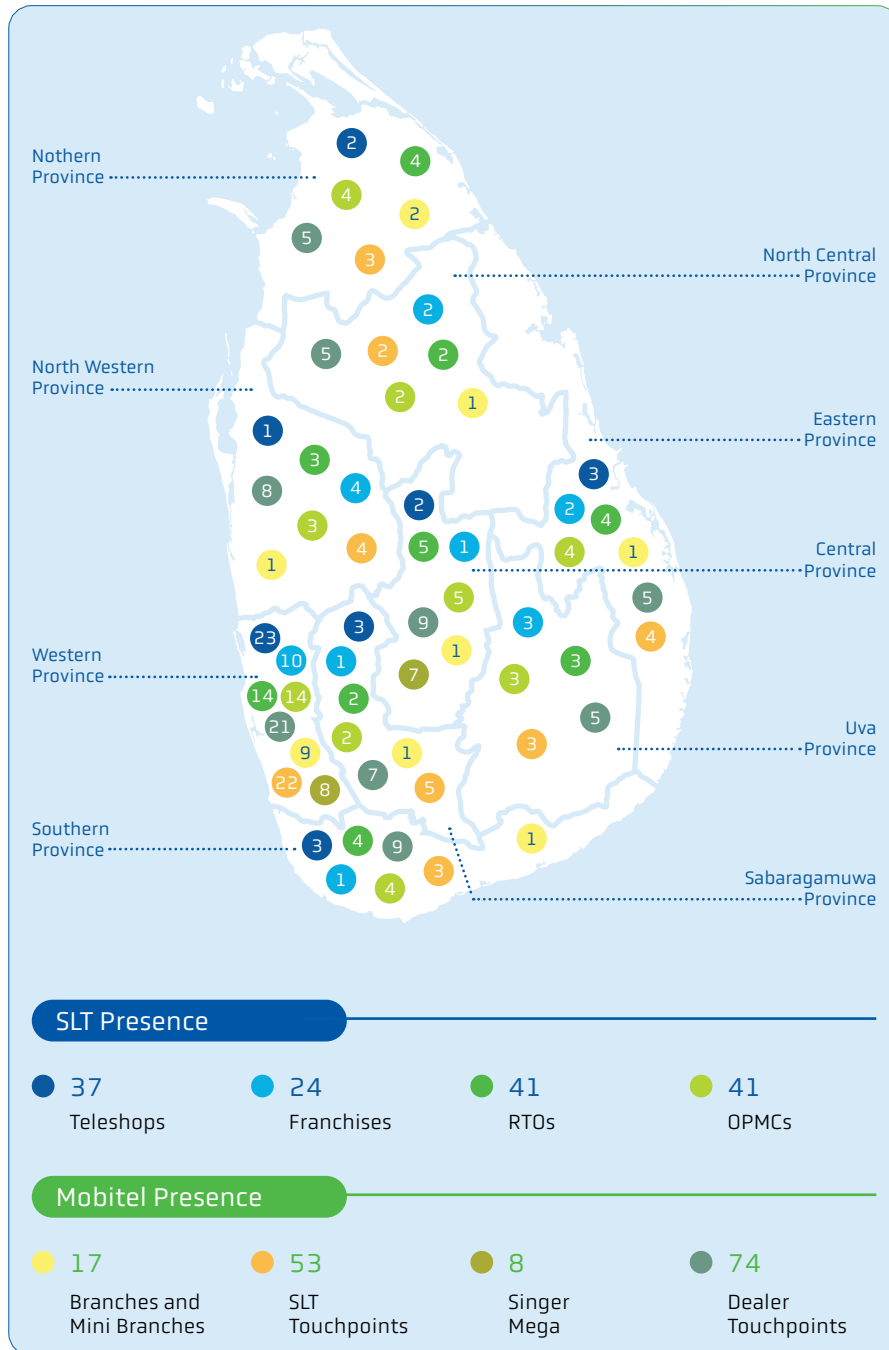 2
Nothern
Province
4
4
2
5
3
North Central
Province
2
5
2
2
North Western
Province
2
1
1
Eastern
Province
3
3
8
4
2
2
4
3
4
5
1
4
1
Central
Province
1
5
5
9
3
23
3
4
10
1
1
3
Western
Province
7
3
14
14
2
21
5
2
9
1
3
Uva
Province
7
22
8
5
Southern
Province
3
4
9
1
3
1
4
Sabaragamuwa
Province
SLT Presence
37
24
41
41
Teleshops
Franchises
RTOs
OPMCs
Mobitel Presence
17
53
8
74
Branches and
Mini Branches
SLT
Touchpoints
Singer
Mega
Dealer
Touchpoints